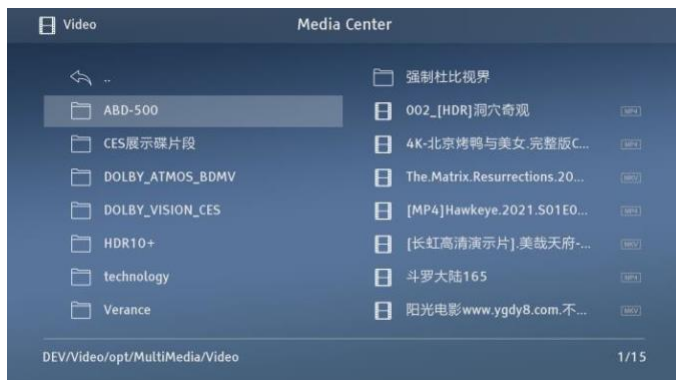 Video
Media Center
..
ABD-500
CES展示碟片段
DOLBY_ATMOS_BDMV
DOLBY_VISION_CES
HDR10+
technology
Verance
强制杜比视界
002_[HDR]洞穴奇观 MP4
4K-北京烤鸭与美女.完整版C... MP4
The.Matrix.Resurrections.20... MKV
[MP4]Hawkeye.2021.S01E0... MP4
[长虹高清演示片].美哉天府-... MKV
斗罗大陆165 MP4
阳光电影www.ygdy8.com.不... MKV
DEV/Video/opt/MultiMedia/Video
1/15